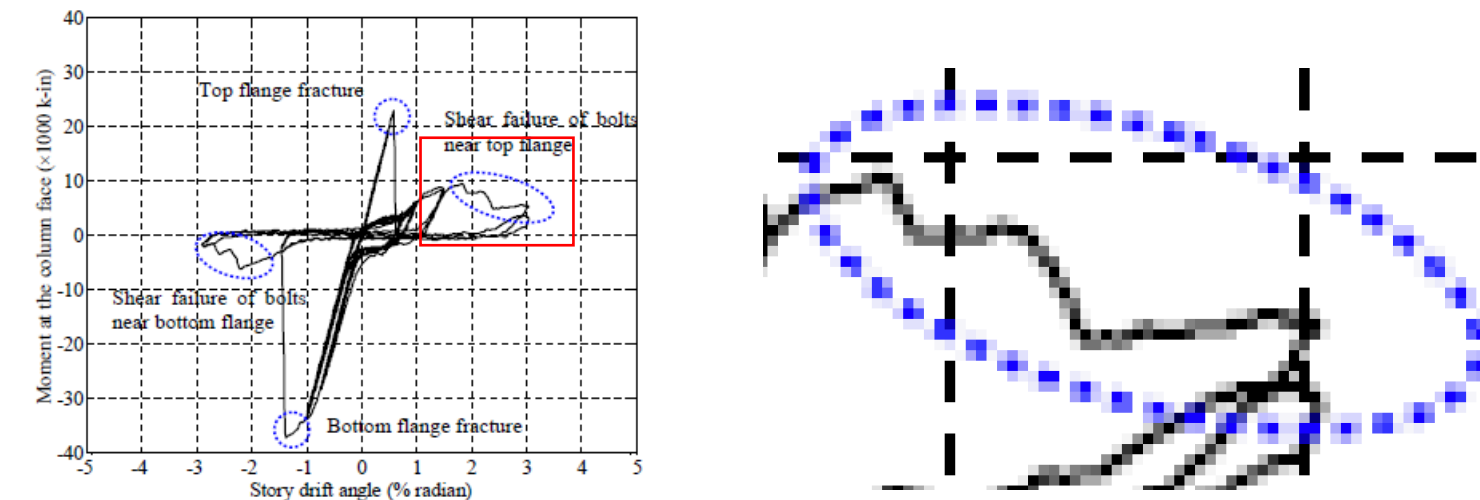 40
30
Top flange fracture
20
Shear failure of bolts
near top flange
10
0
-10
Shear failure of bolts
near bottom flange
-20
-30
Bottom flange fracture
-40
-5 -4 -3 -2 -1 0 1 2 3 4 5
Story drift angle (% radian)
Moment at the column face (×1000 k-in)